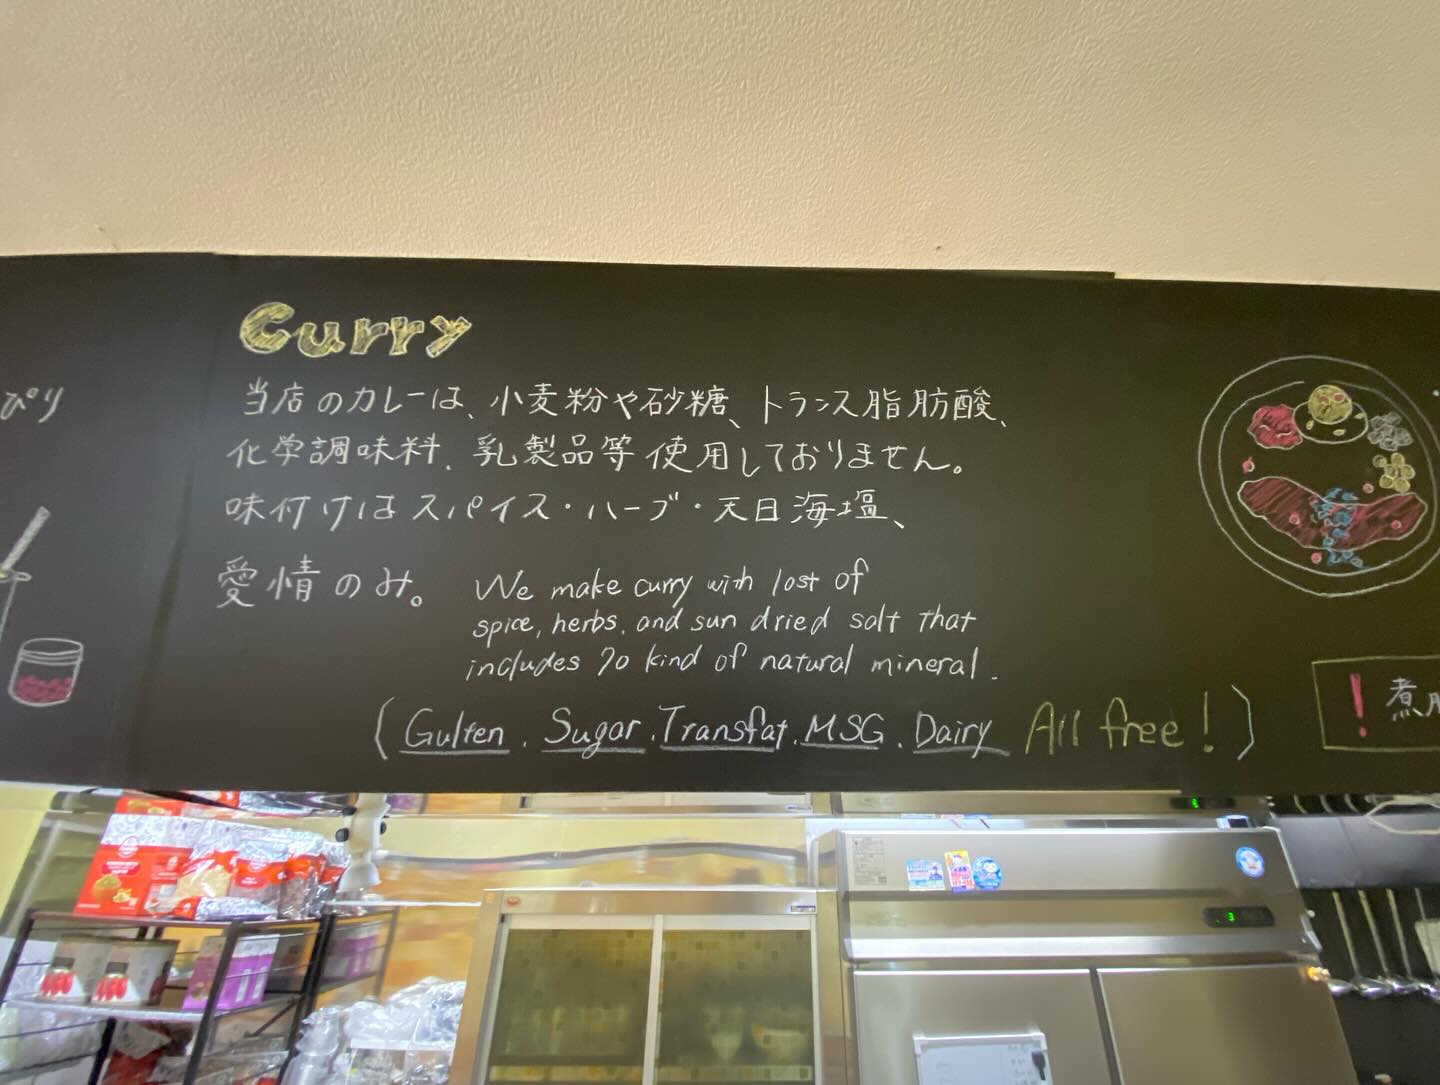 Curry
ぴり
当店のカレーは、小麦粉や砂糖、トランス脂肪酸、
化学調味料、乳製品等使用しておりません。
味付けはスパイス・ハーブ・天日海塩、
愛情のみ。
We make curry with lost of
spice, herbs, and sun dried salt that
includes 70 kind of natural mineral.
(Gulten, Sugar, Transfat, MSG, Dairy All free!)
! 煮
3